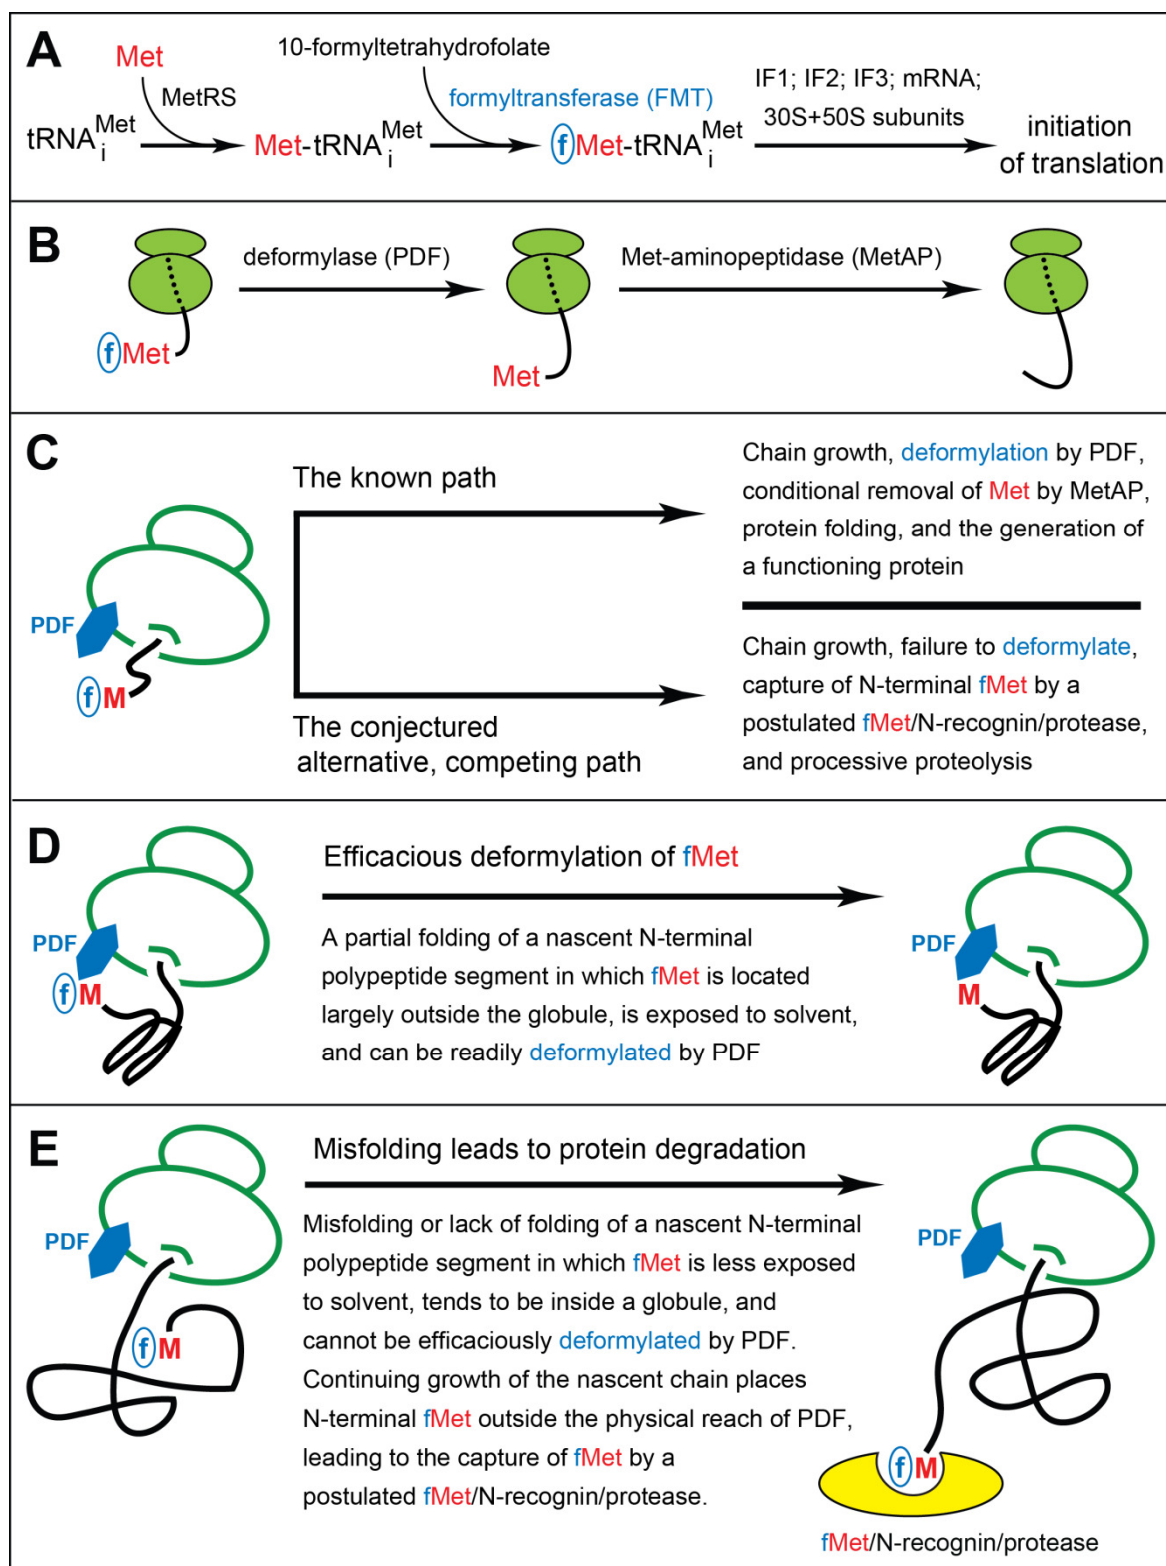 A
Met
10-formyltetrahydrofolate
MetRS
formyltransferase (FMT)
IF1; IF2; IF3; mRNA;
30S+50S subunits
tRNA i Met
Met-tRNA i Met
fMet-tRNA i Met
initiation
of translation
B
deformylase (PDF)
Met-aminopeptidase (MetAP)
fMet
Met
C
The known path
Chain growth, deformylation by PDF,
conditional removal of Met by MetAP,
protein folding, and the generation of
a functioning protein
PDF
fM
The conjectured
alternative, competing path
Chain growth, failure to deformylate,
capture of N-terminal fMet by a
postulated fMet/N-recognin/protease,
and processive proteolysis
D
Efficacious deformylation of fMet
PDF
fM
A partial folding of a nascent N-terminal
polypeptide segment in which fMet is located
largely outside the globule, is exposed to solvent,
and can be readily deformylated by PDF
PDF
M
E
Misfolding leads to protein degradation
PDF
fM
Misfolding or lack of folding of a nascent N-terminal
polypeptide segment in which fMet is less exposed
to solvent, tends to be inside a globule, and
cannot be efficaciously deformylated by PDF.
Continuing growth of the nascent chain places
N-terminal fMet outside the physical reach of PDF,
leading to the capture of fMet by a
postulated fMet/N-recognin/protease.
PDF
fM
fMet/N-recognin/protease